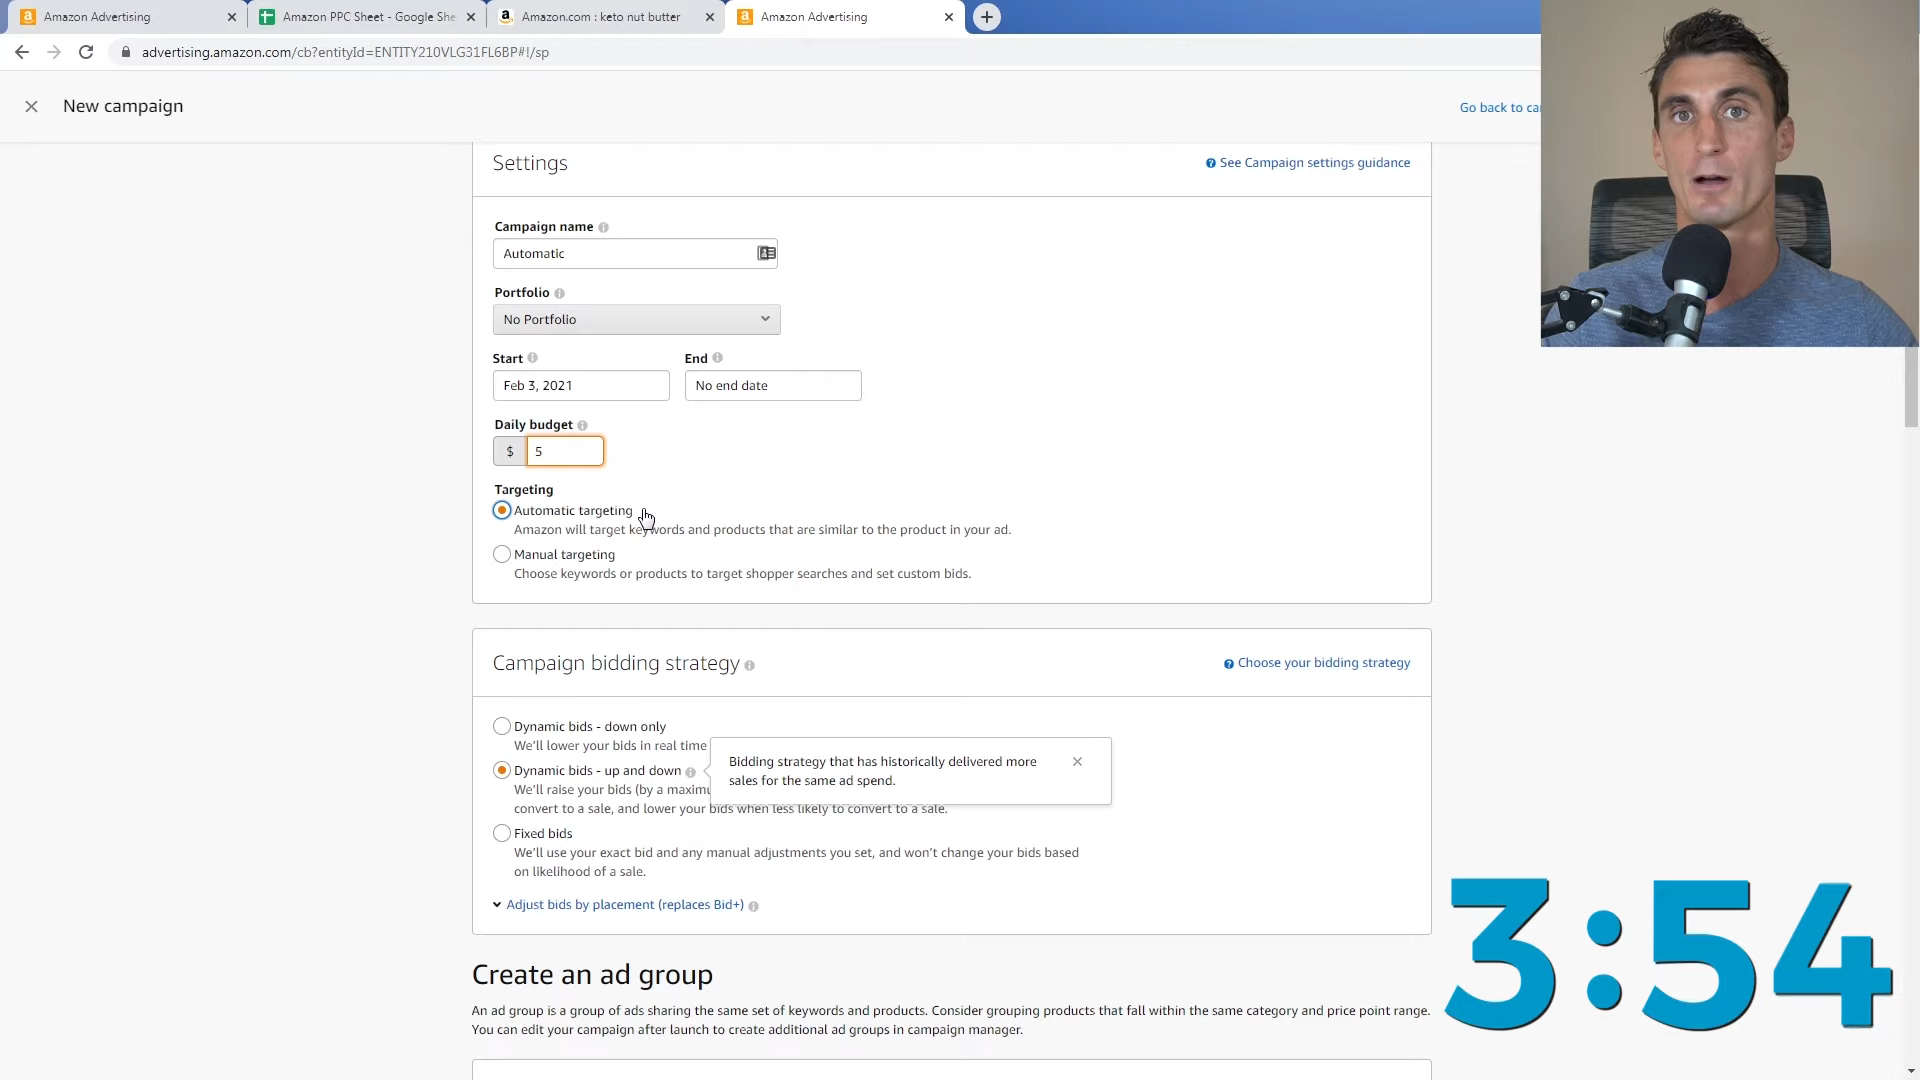 Amazon Advertising
Amazon PPC Sheet - Google She
Amazon.com : keto nut butter
Amazon Advertising
advertising.amazon.com/cb?entityId=ENTITY210VLG31FL6BP#!/sp
New campaign
Go back to ca
Settings
See Campaign settings guidance
Campaign name
Automatic
Portfolio
No Portfolio
Start
End
Feb 3, 2021
No end date
Daily budget
$ 5
Targeting
Automatic targeting
Amazon will target keywords and products that are similar to the product in your ad.
Manual targeting
Choose keywords or products to target shopper searches and set custom bids.
Campaign bidding strategy
Choose your bidding strategy
Dynamic bids - down only
We'll lower your bids in real time
Bidding strategy that has historically delivered more
sales for the same ad spend.
Dynamic bids - up and down
We'll raise your bids (by a maximu
convert to a sale, and lower your bids when less likely to convert to a sale.
Fixed bids
We'll use your exact bid and any manual adjustments you set, and won't change your bids based
on likelihood of a sale.
Adjust bids by placement (replaces Bid+)
3:54
Create an ad group
An ad group is a group of ads sharing the same set of keywords and products. Consider grouping products that fall within the same category and price point range.
You can edit your campaign after launch to create additional ad groups in campaign manager.